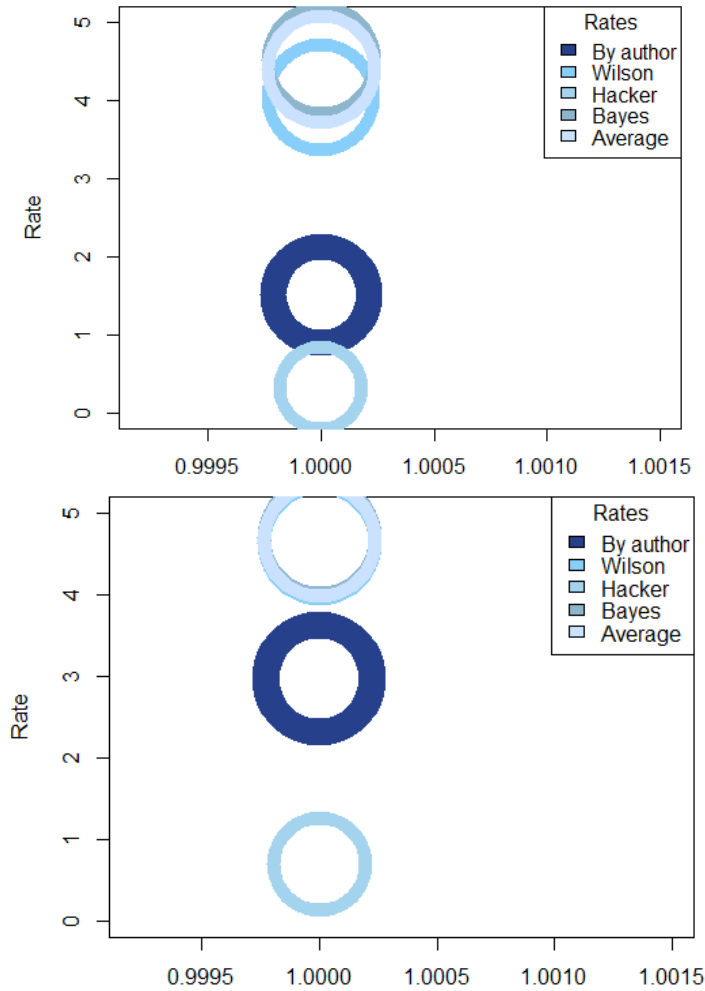 5
4
3
2
1
0
Rate
Rates
By author
Wilson
Hacker
Bayes
Average
0.9995 1.0000 1.0005 1.0010 1.0015
5
4
3
2
1
0
Rate
Rates
By author
Wilson
Hacker
Bayes
Average
0.9995 1.0000 1.0005 1.0010 1.0015